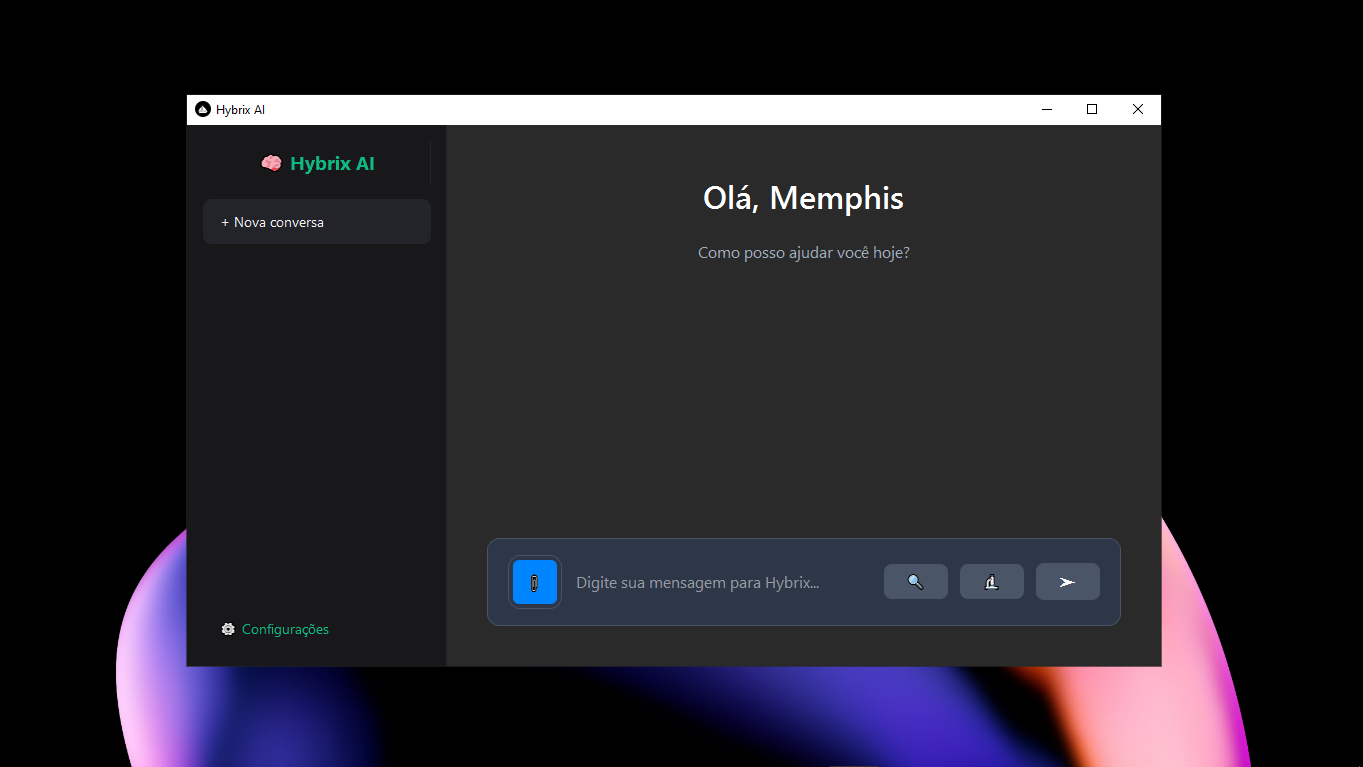 Hybrix AI
Hybrix AI
+ Nova conversa
Olá, Memphis
Como posso ajudar você hoje?
Digite sua mensagem para Hybrix...
Configurações